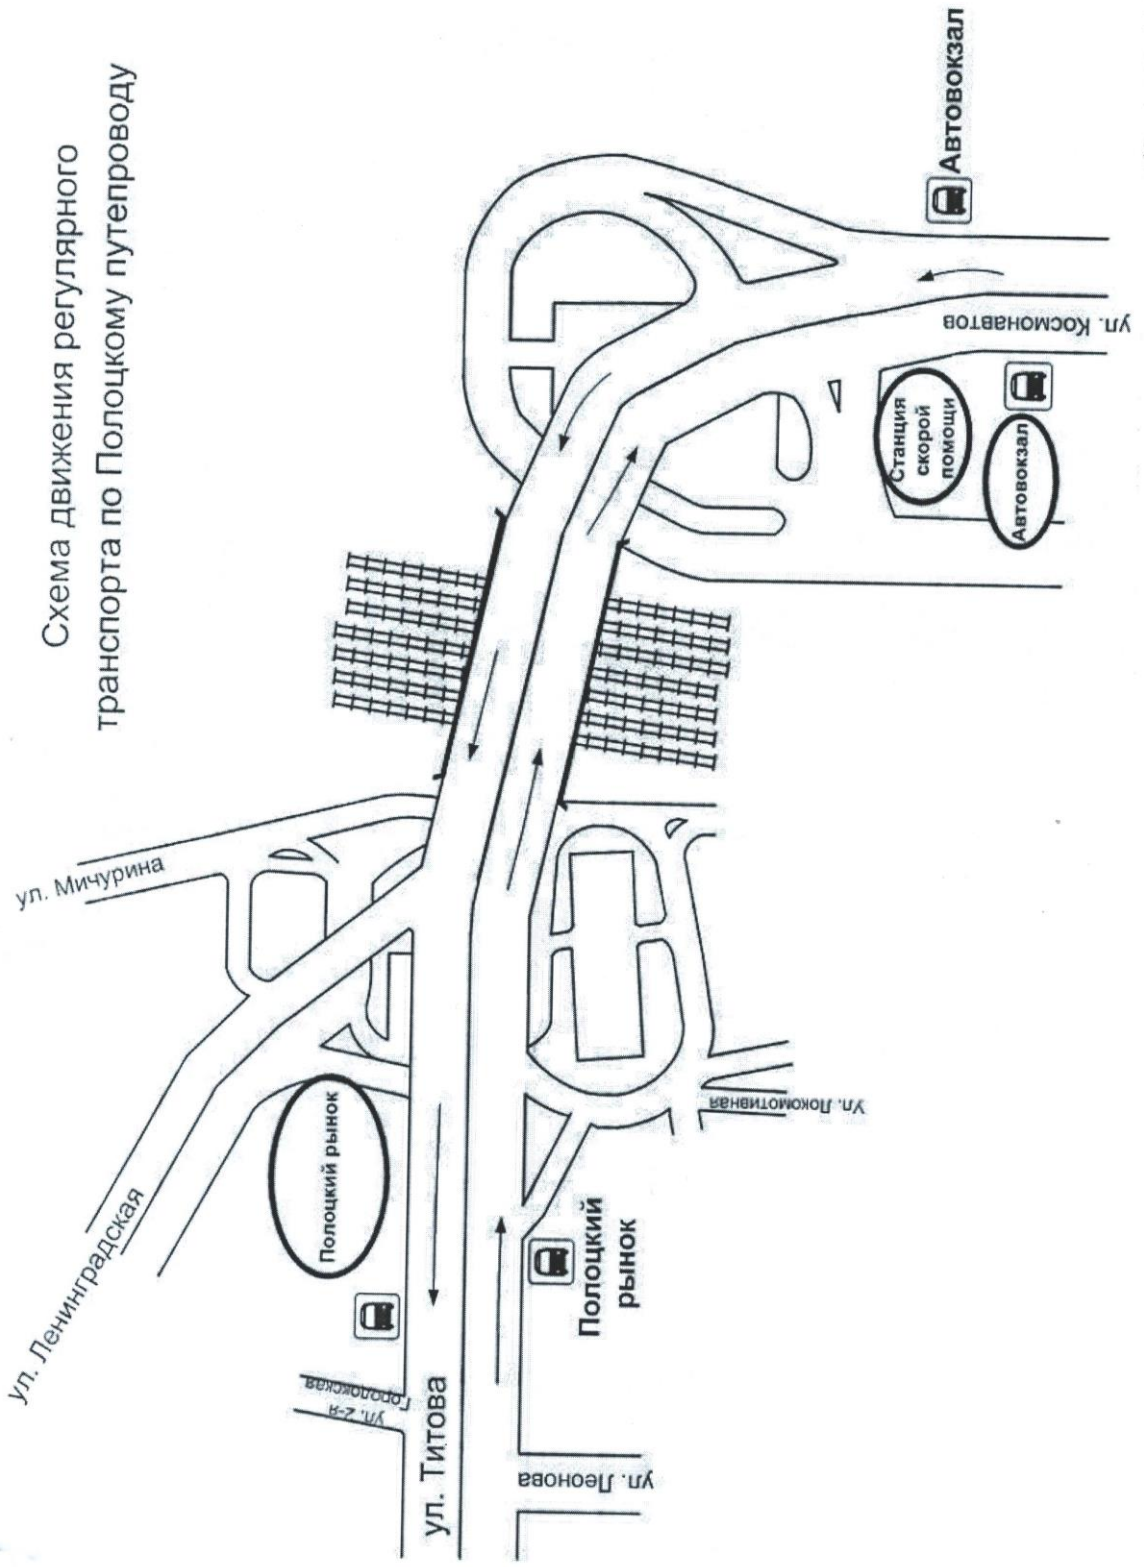 Схема движения регулярного
транспорта по Полоцкому путепроводу
ул. Ленинградская
ул. Мичурина
ул. 2-я
Городокская
ул. Титова
ул. Леонова
Полоцкий рынок
Полоцкий
рынок
Ул. Локомотивная
Станция
скорой
помощи
Автовокзал
ул. Космонавтов
Автовокзал